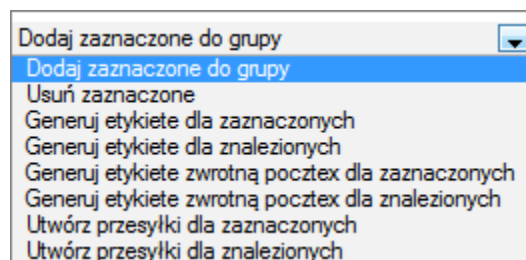 Dodaj zaznaczone do grupy
Dodaj zaznaczone do grupy
Usuń zaznaczone
Generuj etykiete dla zaznaczonych
Generuj etykiete dla znalezionych
Generuj etykiete zwrotną pocztex dla zaznaczonych
Generuj etykiete zwrotną pocztex dla znalezionych
Utwórz przesyłki dla zaznaczonych
Utwórz przesyłki dla znalezionych